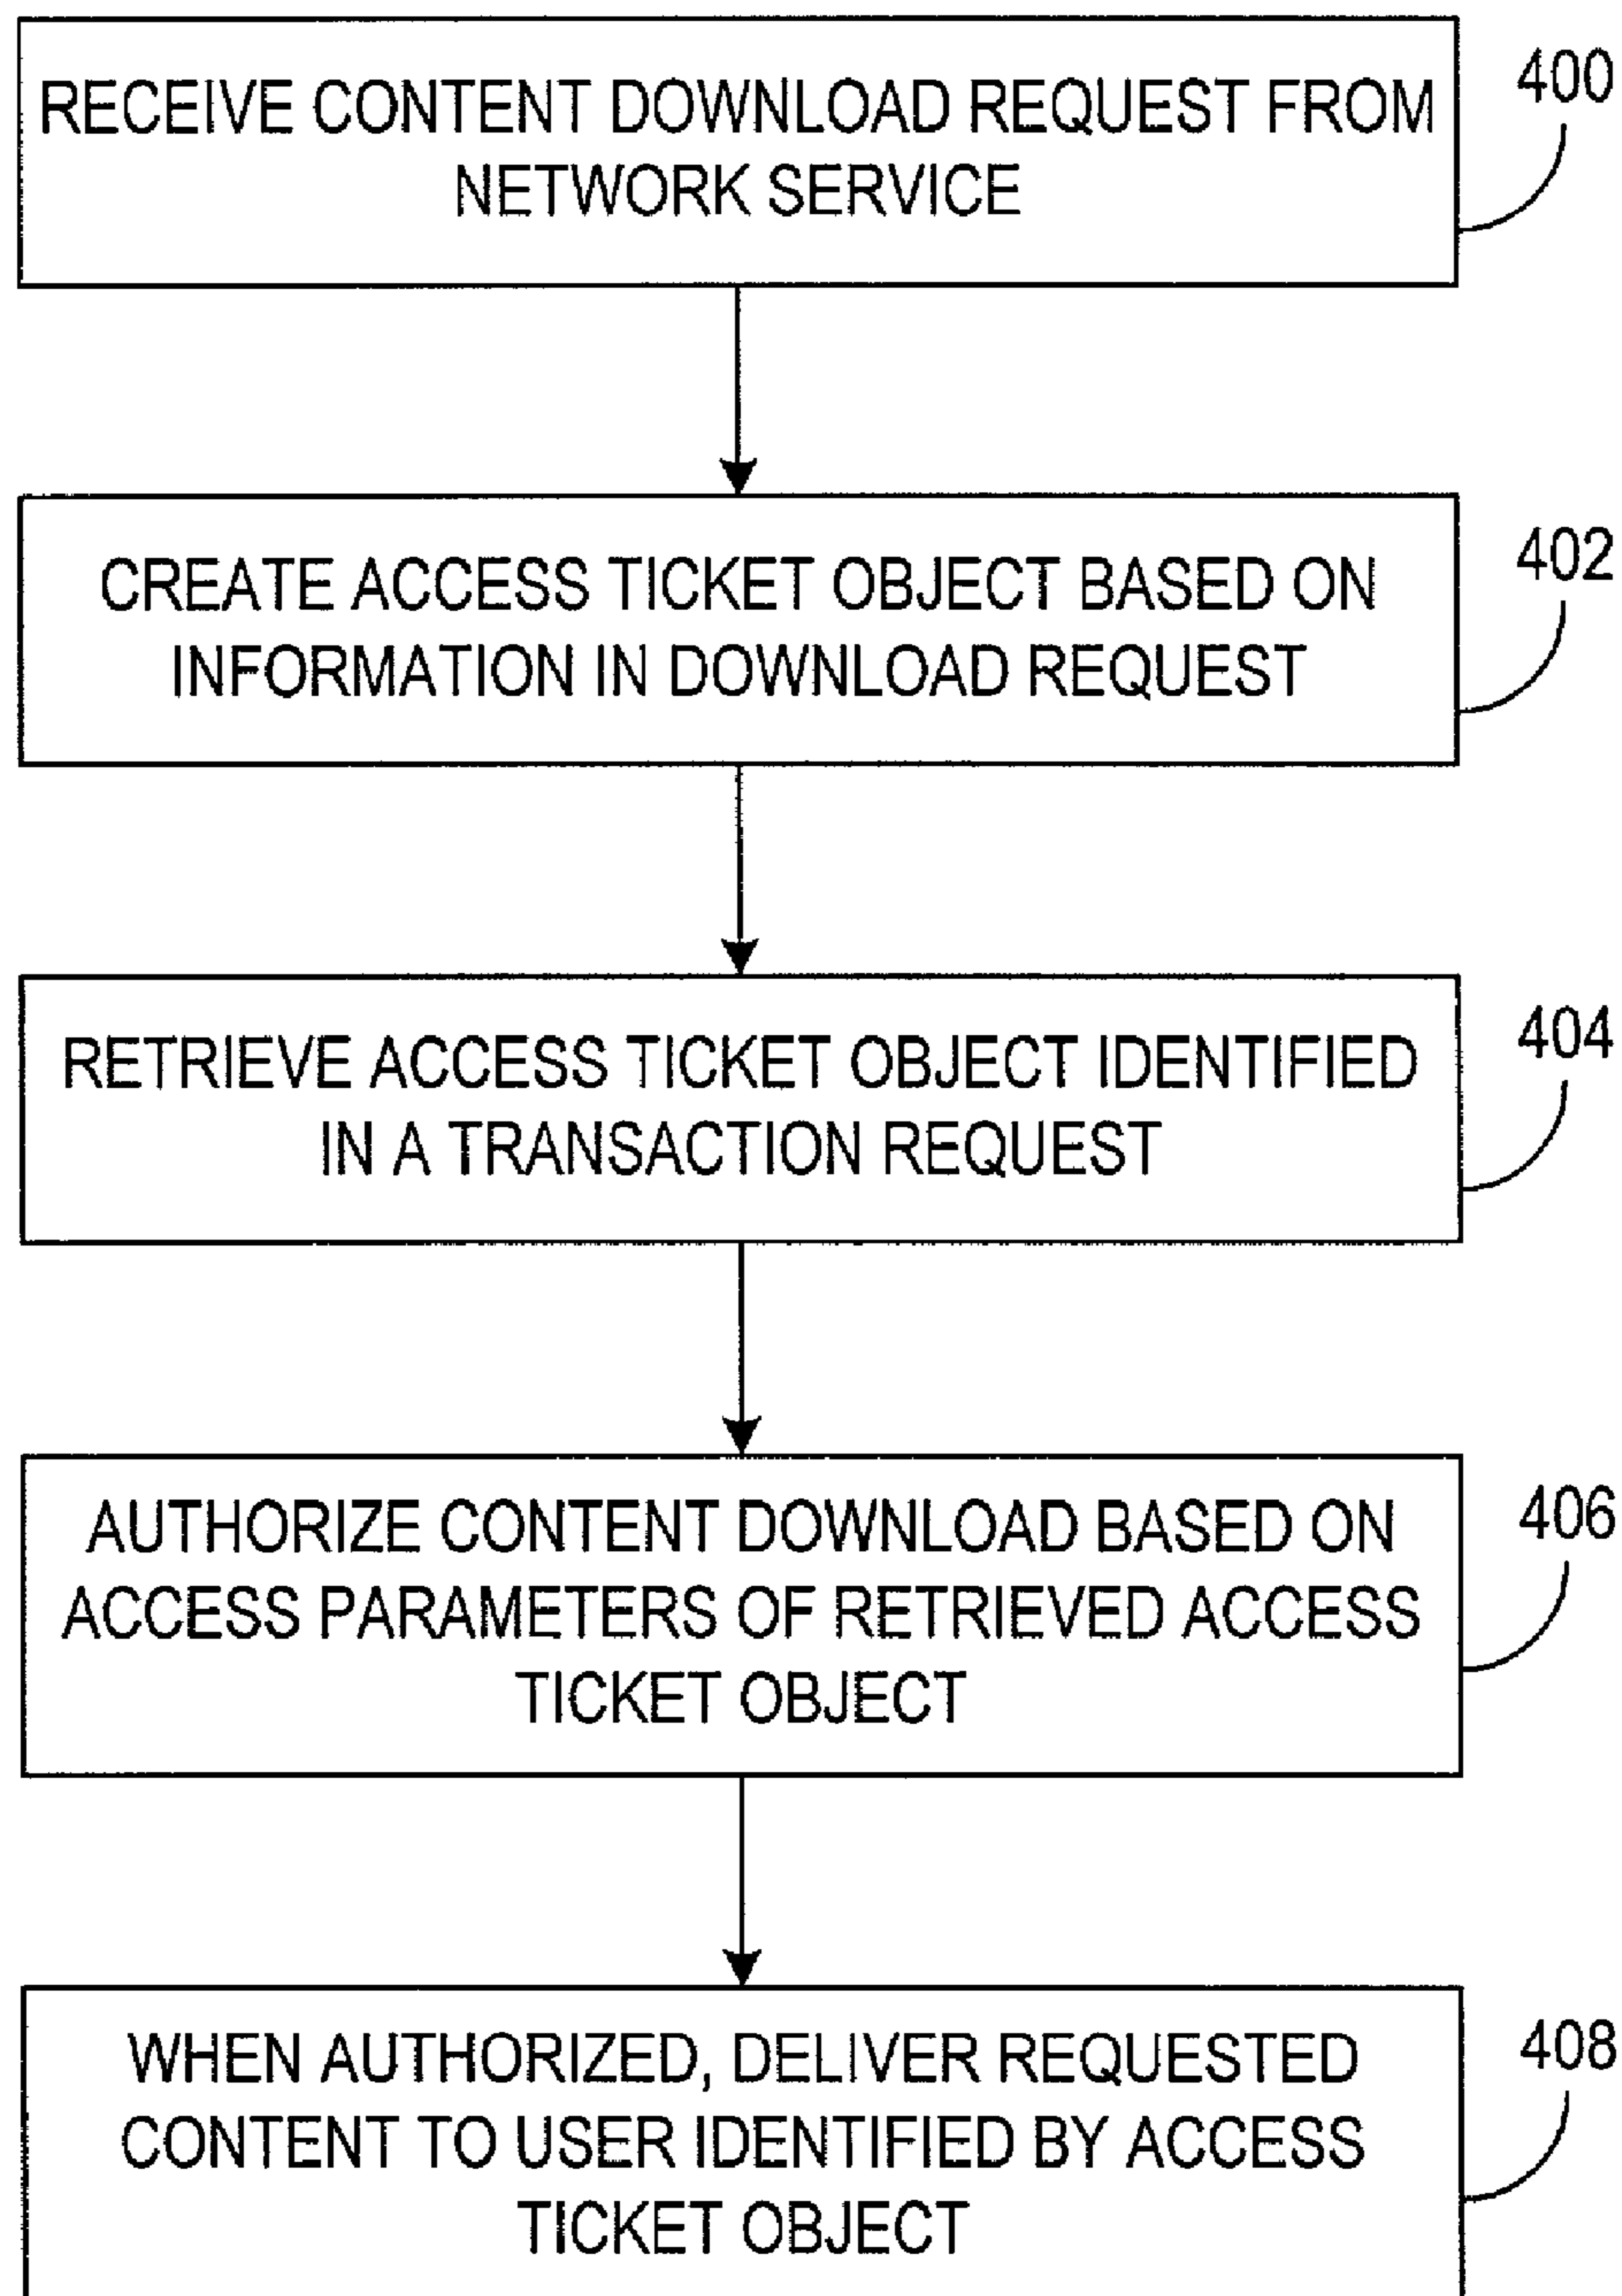 RECEIVE CONTENT DOWNLOAD REQUEST FROM
NETWORK SERVICE
400
CREATE ACCESS TICKET OBJECT BASED ON
INFORMATION IN DOWNLOAD REQUEST
402
RETRIEVE ACCESS TICKET OBJECT IDENTIFIED
IN A TRANSACTION REQUEST
404
AUTHORIZE CONTENT DOWNLOAD BASED ON
ACCESS PARAMETERS OF RETRIEVED ACCESS
TICKET OBJECT
406
WHEN AUTHORIZED, DELIVER REQUESTED
CONTENT TO USER IDENTIFIED BY ACCESS
TICKET OBJECT
408